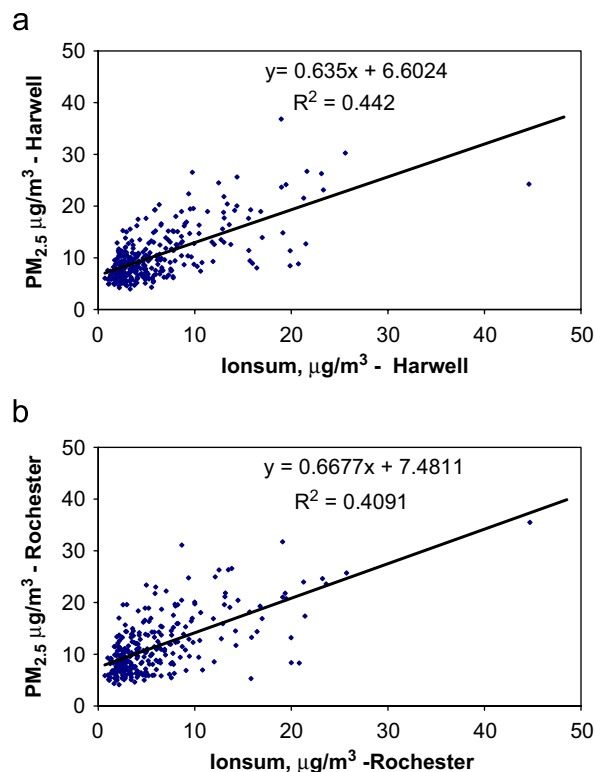 a
y= 0.635x + 6.6024
R² = 0.442
50
40
30
20
10
0
PM₂.₅ µg/m³ - Harwell
0 10 20 30 40 50
Ionsum, µg/m³ - Harwell
b
y = 0.6677x + 7.4811
R² = 0.4091
50
40
30
20
10
0
PM₂.₅ µg/m³ - Rochester
0 10 20 30 40 50
Ionsum, µg/m³ -Rochester